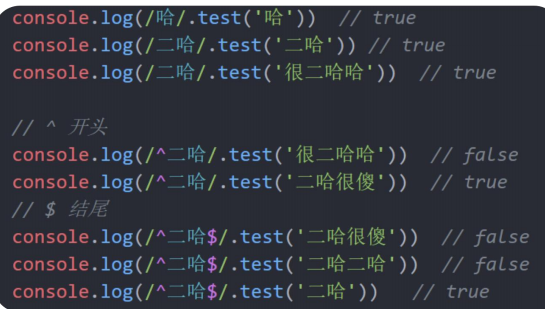 console.log(/哈/.test('哈'))  // true
console.log(/二哈/.test('二哈')) // true
console.log(/二哈/.test('很二哈哈'))  // true
// ^ 开头
console.log(/^二哈/.test('很二哈哈'))  // false
console.log(/^二哈/.test('二哈很傻'))  // true
// $ 结尾
console.log(/^二哈$/.test('二哈很傻'))  // false
console.log(/^二哈$/.test('二哈二哈'))  // false
console.log(/^二哈$/.test('二哈'))   // true